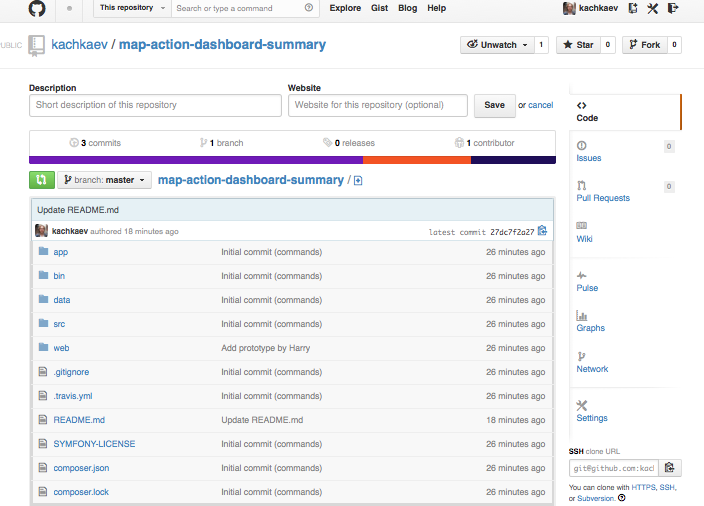 This repository Search or type a command Explore Gist Blog Help kachkaev
PUBLIC kachkaev / map-action-dashboard-summary Unwatch 1 Star 0 Fork 0
Description Website
Short description of this repository Website for this repository (optional) Save or cancel
3 commits 1 branch 0 releases 1 contributor
branch: master map-action-dashboard-summary /
Update README.md
kachkaev authored 18 minutes ago latest commit 27dc7f2a27
app Initial commit (commands) 26 minutes ago
bin Initial commit (commands) 26 minutes ago
data Initial commit (commands) 26 minutes ago
src Initial commit (commands) 26 minutes ago
web Add prototype by Harry 26 minutes ago
.gitignore Initial commit (commands) 26 minutes ago
.travis.yml Initial commit (commands) 26 minutes ago
README.md Update README.md 18 minutes ago
SYMFONY-LICENSE Initial commit (commands) 26 minutes ago
composer.json Initial commit (commands) 26 minutes ago
composer.lock Initial commit (commands) 26 minutes ago
Code
Issues 0
Pull Requests 0
Wiki
Pulse
Graphs
Network
Settings
SSH clone URL
git@github.com:kac
You can clone with HTTPS, SSH,
or Subversion.